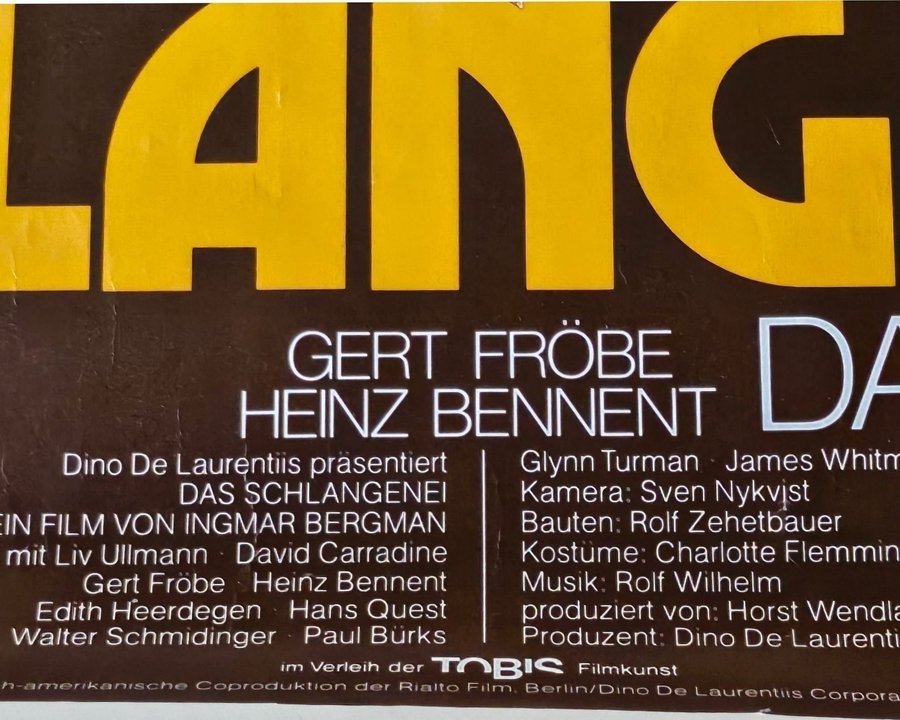 LANG
GERT FRÖBE
HEINZ BENNENT
DA
Dino De Laurentiis präsentiert
DAS SCHLANGENEI
EIN FILM VON INGMAR BERGMAN
mit Liv Ullmann · David Carradine
Gert Fröbe · Heinz Bennent
Edith Heerdegen · Hans Quest
Walter Schmidinger · Paul Bürks
Glynn Turman · James Whitm
Kamera: Sven Nykvist
Bauten: Rolf Zehetbauer
Kostüme: Charlotte Flemmin
Musik: Rolf Wilhelm
produziert von: Horst Wendla
Produzent: Dino De Laurenti
im Verleih der TOBIS Filmkunst
h-amerikanische Coproduktion der Rialto Film, Berlin/Dino De Laurentiis Corpora